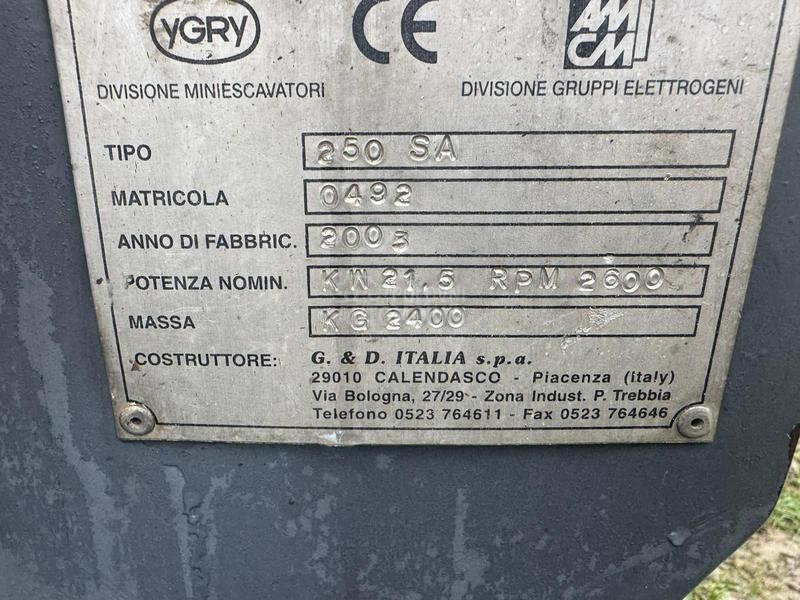 YGRY
CE
AMCM
DIVISIONE MINIESCAVATORI
DIVISIONE GRUPPI ELETTROGENI
TIPO 250 SA
MATRICOLA 0492
ANNO DI FABBRIC. 2003
POTENZA NOMIN. KW 21,5 RPM 2600
MASSA KG 2400
COSTRUTTORE: G. & D. ITALIA s.p.a.
29010 CALENDASCO - Piacenza (italy)
Via Bologna, 27/29 - Zona Indust. P. Trebbia
Telefono 0523 764611 - Fax 0523 764646